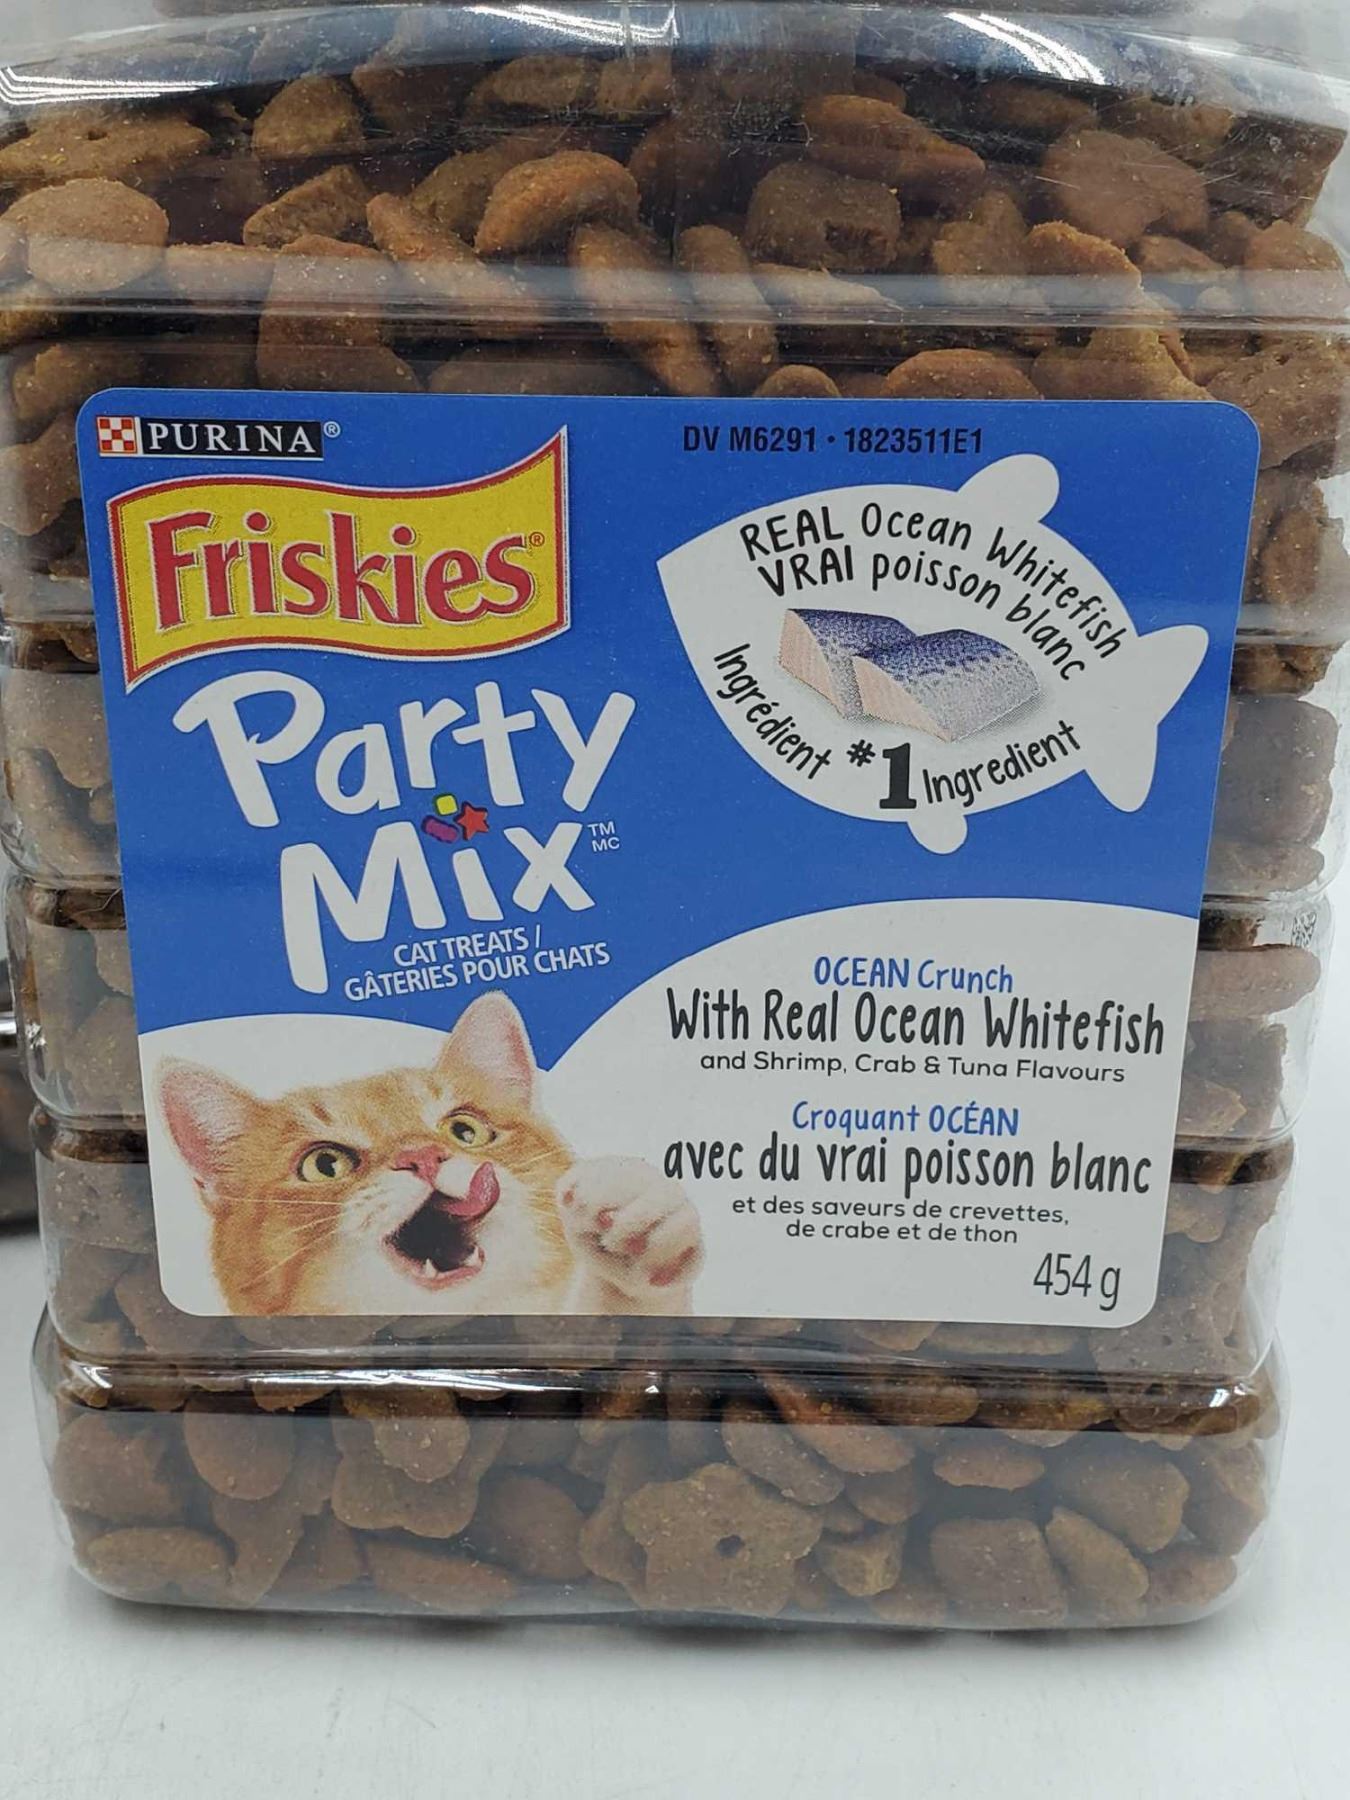 PURINA®
DV M6291 • 1823511E1
Friskies®
Party
Mix™
MC
CAT TREATS /
GÂTERIES POUR CHATS
REAL Ocean Whitefish
VRAI poisson blanc
Ingrédient #1 Ingredient
OCEAN Crunch
With Real Ocean Whitefish
and Shrimp, Crab & Tuna Flavours
Croquant OCÉAN
avec du vrai poisson blanc
et des saveurs de crevettes,
de crabe et de thon
454 g